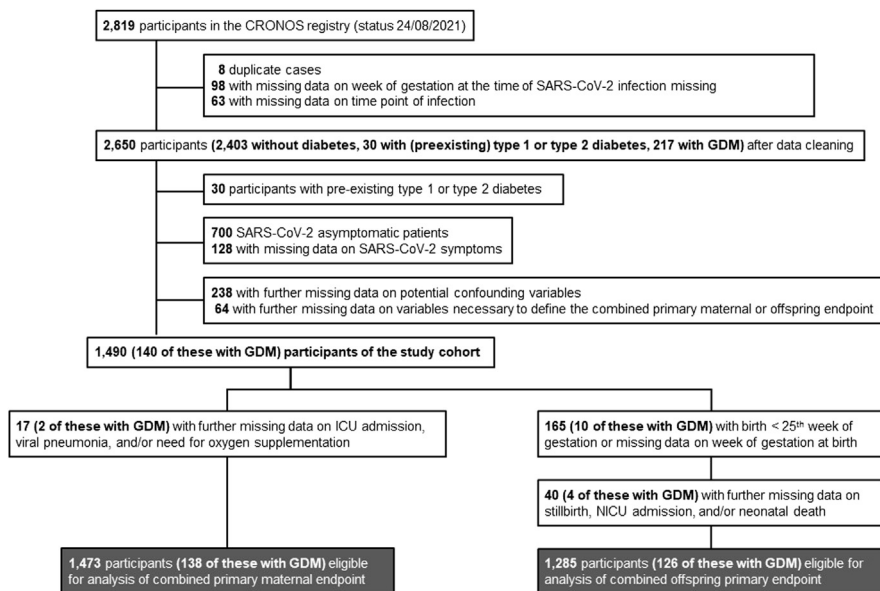 2,819 participants in the CRONOS registry (status 24/08/2021)
8 duplicate cases
98 with missing data on week of gestation at the time of SARS-CoV-2 infection missing
63 with missing data on time point of infection
2,650 participants (2,403 without diabetes, 30 with (preexisting) type 1 or type 2 diabetes, 217 with GDM) after data cleaning
30 participants with pre-existing type 1 or type 2 diabetes
700 SARS-CoV-2 asymptomatic patients
128 with missing data on SARS-CoV-2 symptoms
238 with further missing data on potential confounding variables
64 with further missing data on variables necessary to define the combined primary maternal or offspring endpoint
1,490 (140 of these with GDM) participants of the study cohort
17 (2 of these with GDM) with further missing data on ICU admission,
viral pneumonia, and/or need for oxygen supplementation
165 (10 of these with GDM) with birth < 25th week of
gestation or missing data on week of gestation at birth
40 (4 of these with GDM) with further missing data on
stillbirth, NICU admission, and/or neonatal death
1,473 participants (138 of these with GDM) eligible
for analysis of combined primary maternal endpoint
1,285 participants (126 of these with GDM) eligible for
analysis of combined offspring primary endpoint